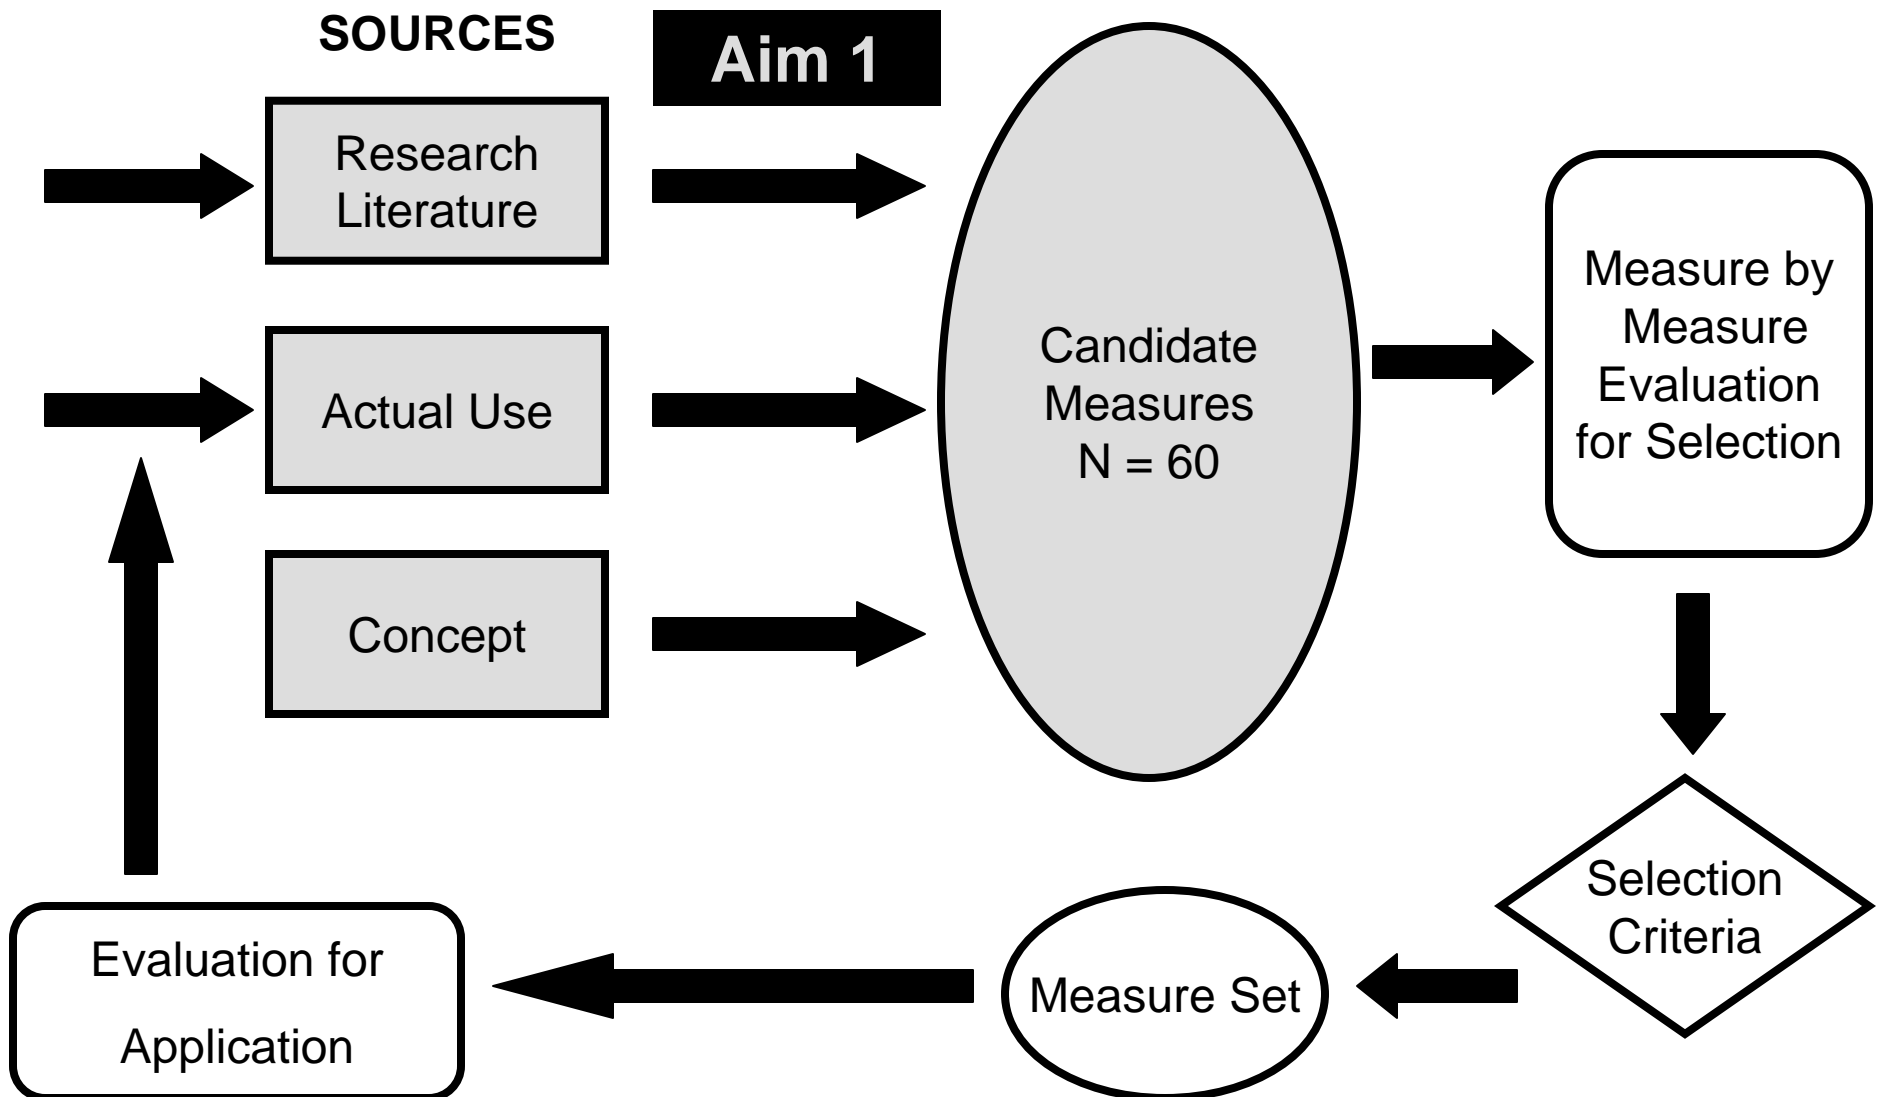 SOURCES
Aim 1
Research
Literature
Actual Use
Concept
Candidate
Measures
N = 60
Measure by
Measure
Evaluation
for Selection
Selection
Criteria
Measure Set
Evaluation for
Application